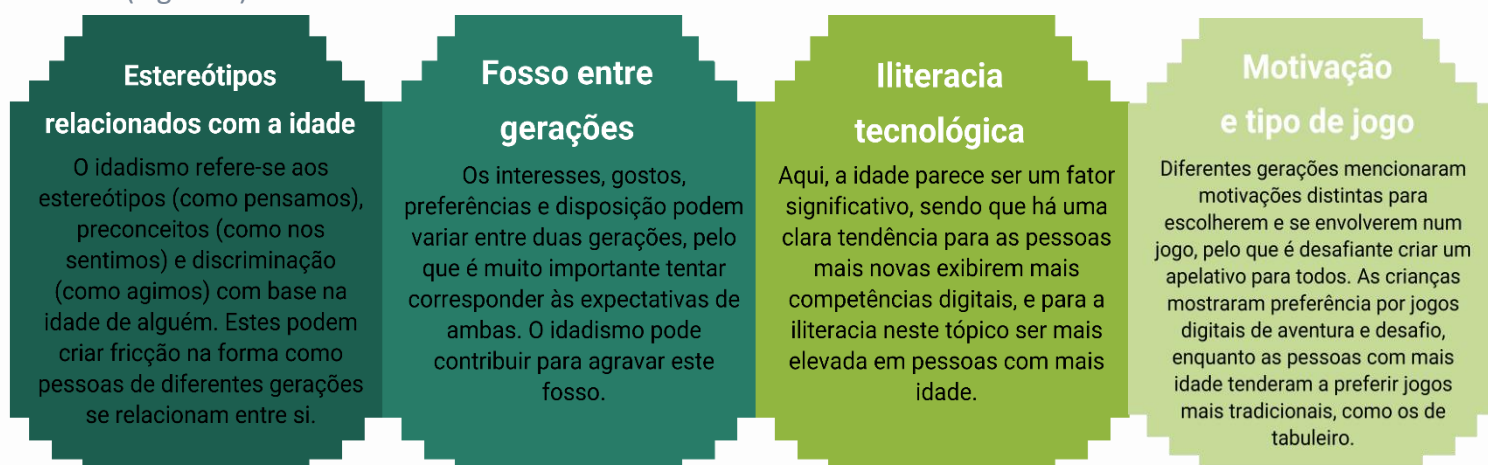 Estereótipos
relacionados com a idade
O idadismo refere-se aos
estereótipos (como pensamos),
preconceitos (como nos
sentimos) e discriminação
(como agimos) com base na
idade de alguém. Estes podem
criar fricção na forma como
pessoas de diferentes gerações
se relacionam entre si.
Fosso entre
gerações
Os interesses, gostos,
preferências e disposição podem
variar entre duas gerações, pelo
que é muito importante tentar
corresponder às expectativas de
ambas. O idadismo pode
contribuir para agravar este
fosso.
Iliteracia
tecnológica
Aqui, a idade parece ser um fator
significativo, sendo que há uma
clara tendência para as pessoas
mais novas exibirem mais
competências digitais, e para a
iliteracia neste tópico ser mais
elevada em pessoas com mais
idade.
Motivação
e tipo de jogo
Diferentes gerações mencionaram
motivações distintas para
escolherem e se envolverem num
jogo, pelo que é desafiante criar um
apelativo para todos. As crianças
mostraram preferência por jogos
digitais de aventura e desafio,
enquanto as pessoas com mais
idade tenderam a preferir jogos
mais tradicionais, como os de
tabuleiro.